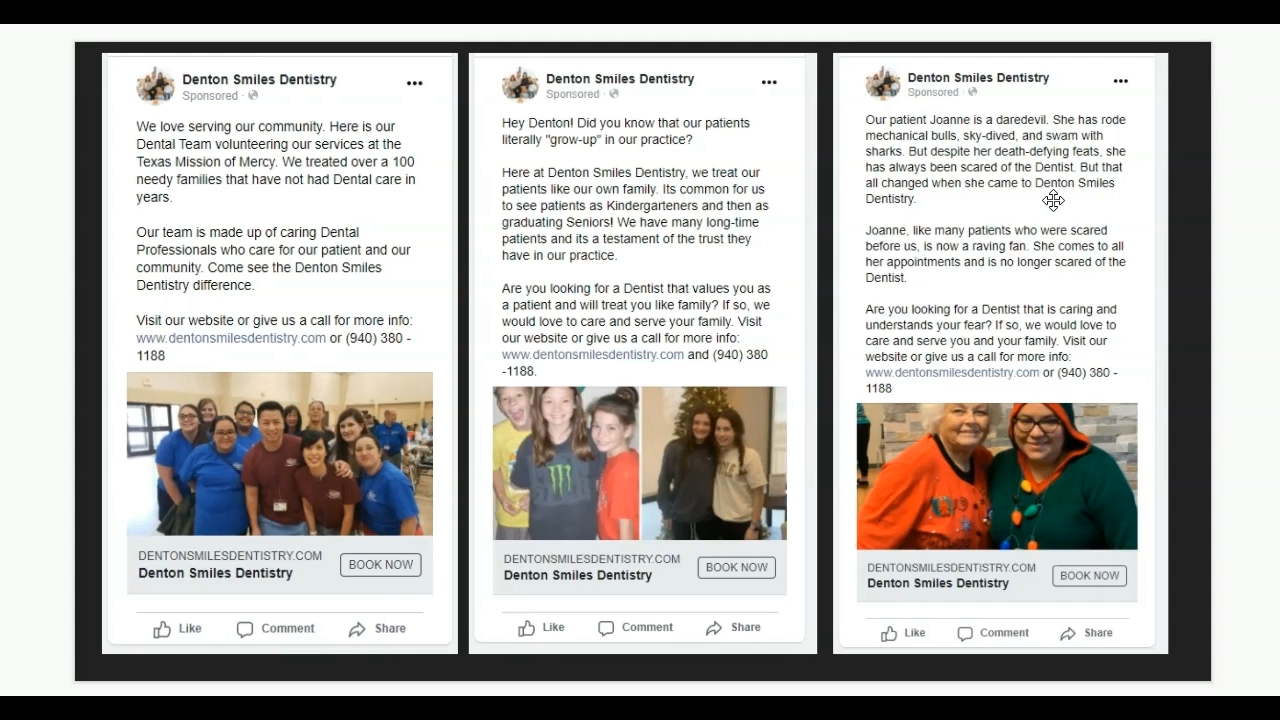 Denton Smiles Dentistry
Sponsored ·
We love serving our community. Here is our
Dental Team volunteering our services at the
Texas Mission of Mercy. We treated over a 100
needy families that have not had Dental care in
years.
Our team is made up of caring Dental
Professionals who care for our patient and our
community. Come see the Denton Smiles
Dentistry difference.
Visit our website or give us a call for more info:
www.dentonsmilesdentistry.com or (940) 380 -
1188
DENTONSMILESDENTISTRY.COM
Denton Smiles Dentistry
BOOK NOW
Like Comment Share
Denton Smiles Dentistry
Sponsored ·
Hey Denton! Did you know that our patients
literally "grow-up" in our practice?
Here at Denton Smiles Dentistry, we treat our
patients like our own family. Its common for us
to see patients as Kindergarteners and then as
graduating Seniors! We have many long-time
patients and its a testament of the trust they
have in our practice.
Are you looking for a Dentist that values you as
a patient and will treat you like family? If so, we
would love to care and serve your family. Visit
our website or give us a call for more info:
www.dentonsmilesdentistry.com and (940) 380
-1188.
DENTONSMILESDENTISTRY.COM
Denton Smiles Dentistry
BOOK NOW
Like Comment Share
Denton Smiles Dentistry
Sponsored ·
Our patient Joanne is a daredevil. She has rode
mechanical bulls, sky-dived, and swam with
sharks. But despite her death-defying feats, she
has always been scared of the Dentist. But that
all changed when she came to Denton Smiles
Dentistry.
Joanne, like many patients who were scared
before us, is now a raving fan. She comes to all
her appointments and is no longer scared of the
Dentist.
Are you looking for a Dentist that is caring and
understands your fear? If so, we would love to
care and serve you and your family. Visit our
website or give us a call for more info:
www.dentonsmilesdentistry.com or (940) 380 -
1188
DENTONSMILESDENTISTRY.COM
Denton Smiles Dentistry
BOOK NOW
Like Comment Share